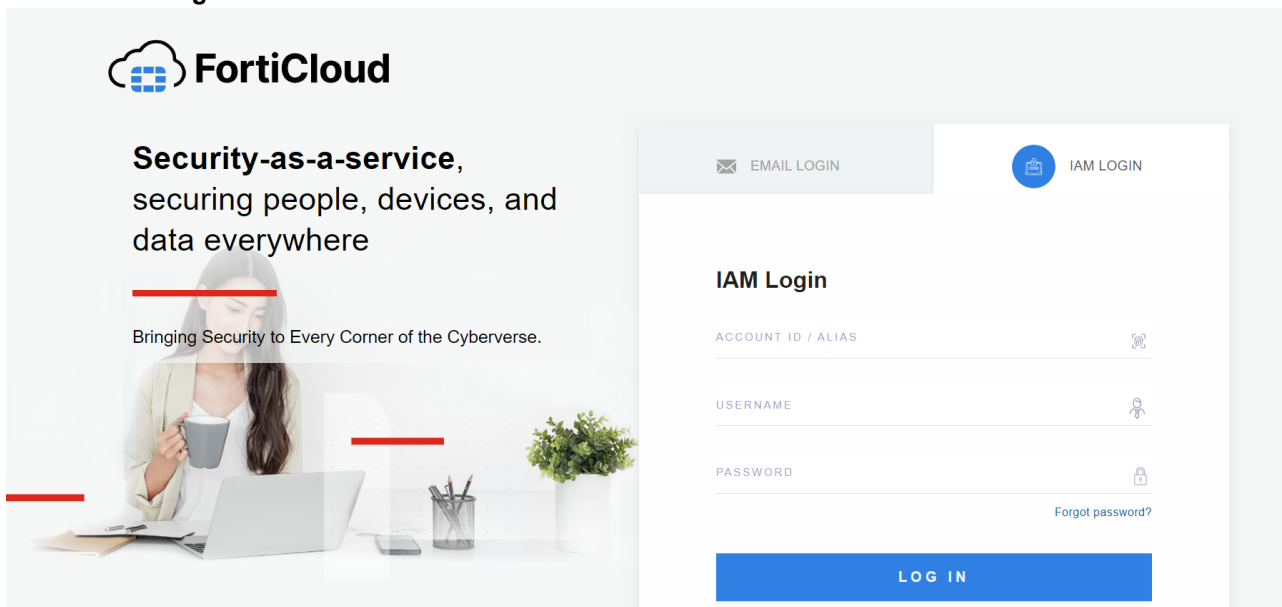 FortiCloud
Security-as-a-service,
securing people, devices, and
data everywhere
Bringing Security to Every Corner of the Cyberverse.
EMAIL LOGIN
IAM LOGIN
IAM Login
ACCOUNT ID / ALIAS
USERNAME
PASSWORD
Forgot password?
LOG IN